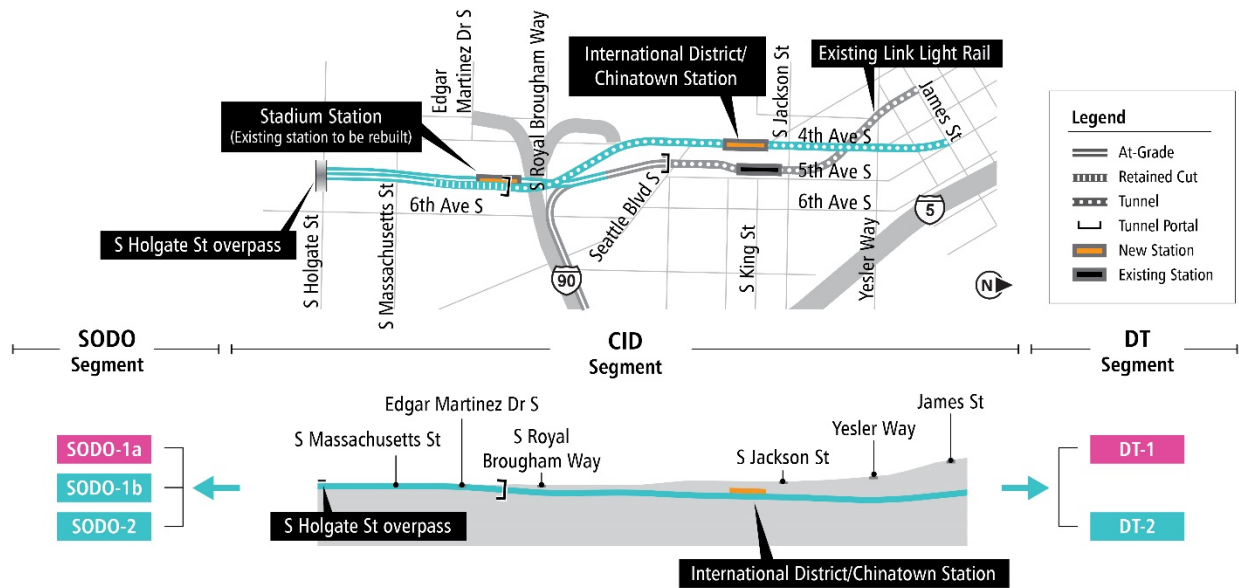 Edgar
Martinez Dr S
S Royal Brougham Way
International District/
Chinatown Station
S Jackson St
Existing Link Light Rail
James St
Stadium Station
(Existing station to be rebuilt)
4th Ave S
5th Ave S
6th Ave S
6th Ave S
S Holgate St overpass
S Holgate St
S Massachusetts St
Seattle Blvd S
S King St
Yesler Way
90
5
N
Legend
At-Grade
Retained Cut
Tunnel
Tunnel Portal
New Station
Existing Station
SODO
Segment
CID
Segment
DT
Segment
SODO-1a
SODO-1b
SODO-2
S Massachusetts St
Edgar Martinez Dr S
S Royal
Brougham Way
S Jackson St
Yesler Way
James St
S Holgate St overpass
International District/Chinatown Station
DT-1
DT-2